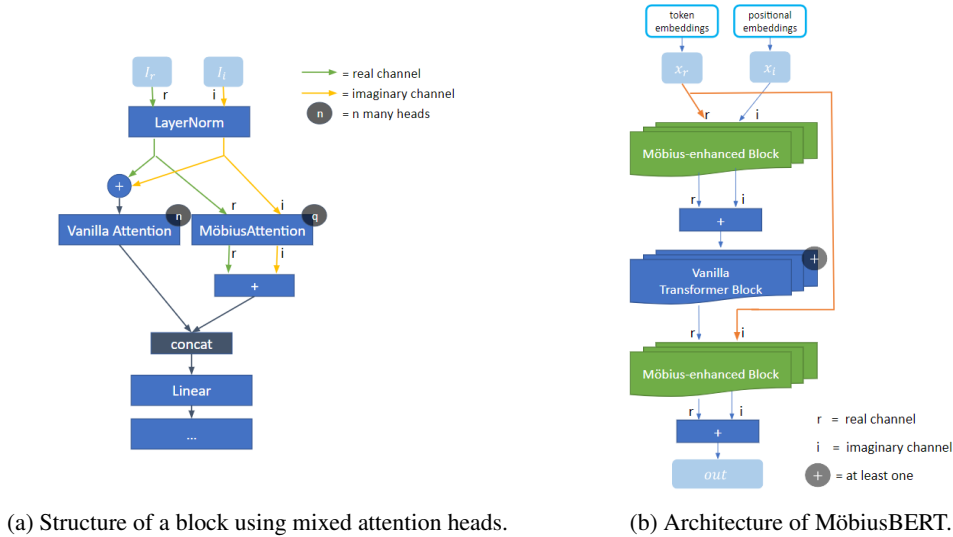 I_r I_i
r i
= real channel
= imaginary channel
n = n many heads
LayerNorm
+
n q
r i
Vanilla Attention MöbiusAttention
r i
+
concat
Linear
...
(a) Structure of a block using mixed attention heads.
token
embeddings
positional
embeddings
x_r x_i
r i
Möbius-enhanced Block
r i
+
+
Vanilla
Transformer Block
r i
Möbius-enhanced Block
r i
+
out
r = real channel
i = imaginary channel
+ = at least one
(b) Architecture of MöbiusBERT.